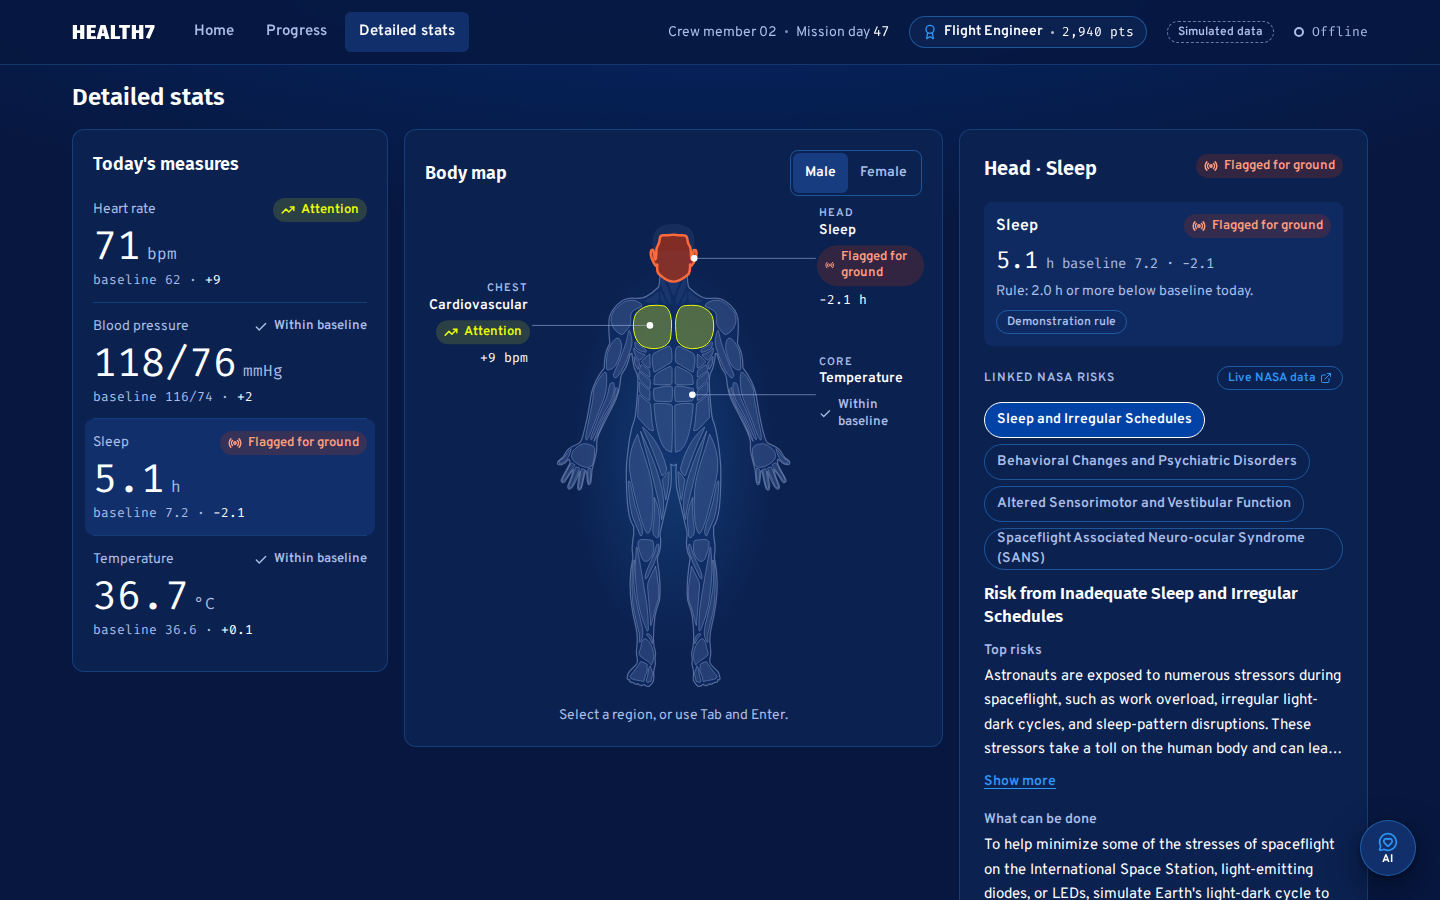 HEALTH7
Home
Progress
Detailed stats
Crew member 02 • Mission day 47
Flight Engineer • 2,940 pts
Simulated data
Offline
Detailed stats
Today's measures
Heart rate
Attention
71 bpm
baseline 62 · +9
Blood pressure
Within baseline
118/76 mmHg
baseline 116/74 · +2
Sleep
Flagged for ground
5.1 h
baseline 7.2 · −2.1
Temperature
Within baseline
36.7 °C
baseline 36.6 · +0.1
Body map
Male
Female
HEAD
Sleep
Flagged for
ground
−2.1 h
CHEST
Cardiovascular
Attention
+9 bpm
CORE
Temperature
Within
baseline
Select a region, or use Tab and Enter.
Head · Sleep
Flagged for ground
Sleep
Flagged for ground
5.1 h baseline 7.2 · −2.1
Rule: 2.0 h or more below baseline today.
Demonstration rule
LINKED NASA RISKS
Live NASA data
Sleep and Irregular Schedules
Behavioral Changes and Psychiatric Disorders
Altered Sensorimotor and Vestibular Function
Spaceflight Associated Neuro-ocular Syndrome
(SANS)
Risk from Inadequate Sleep and Irregular
Schedules
Top risks
Astronauts are exposed to numerous stressors during
spaceflight, such as work overload, irregular light-
dark cycles, and sleep-pattern disruptions. These
stressors take a toll on the human body and can lea…
Show more
What can be done
To help minimize some of the stresses of spaceflight
on the International Space Station, light-emitting
diodes, or LEDs, simulate Earth's light-dark cycle to
AI